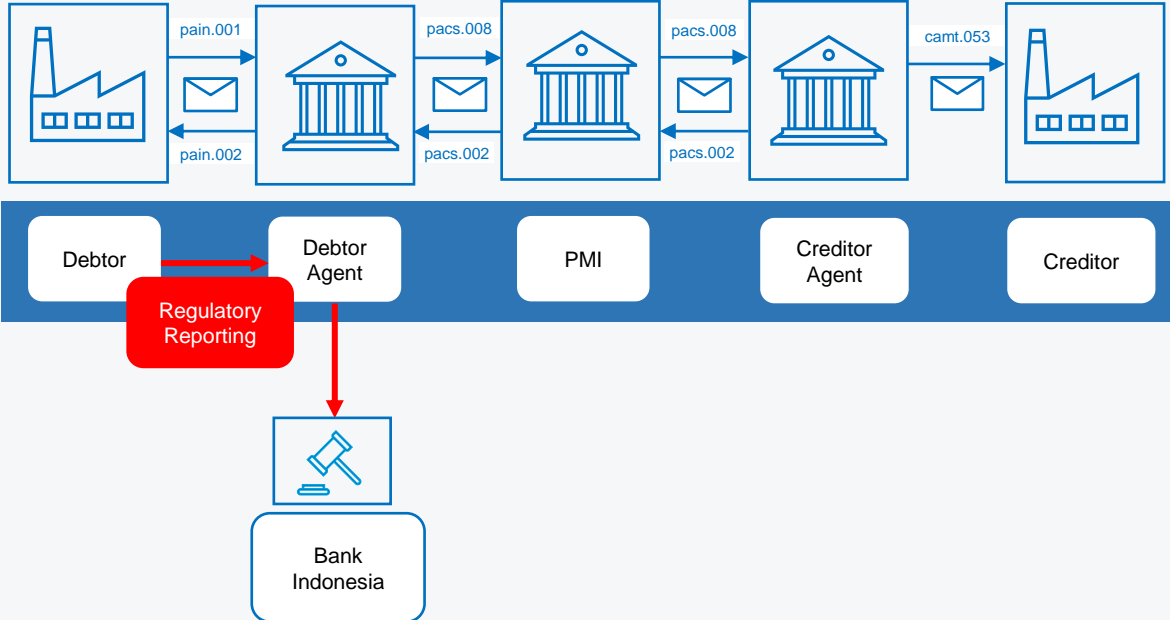 pain.001
pacs.008
pacs.008
camt.053
pain.002
pacs.002
pacs.002
Debtor
Debtor
Agent
PMI
Creditor
Agent
Creditor
Regulatory
Reporting
Bank
Indonesia